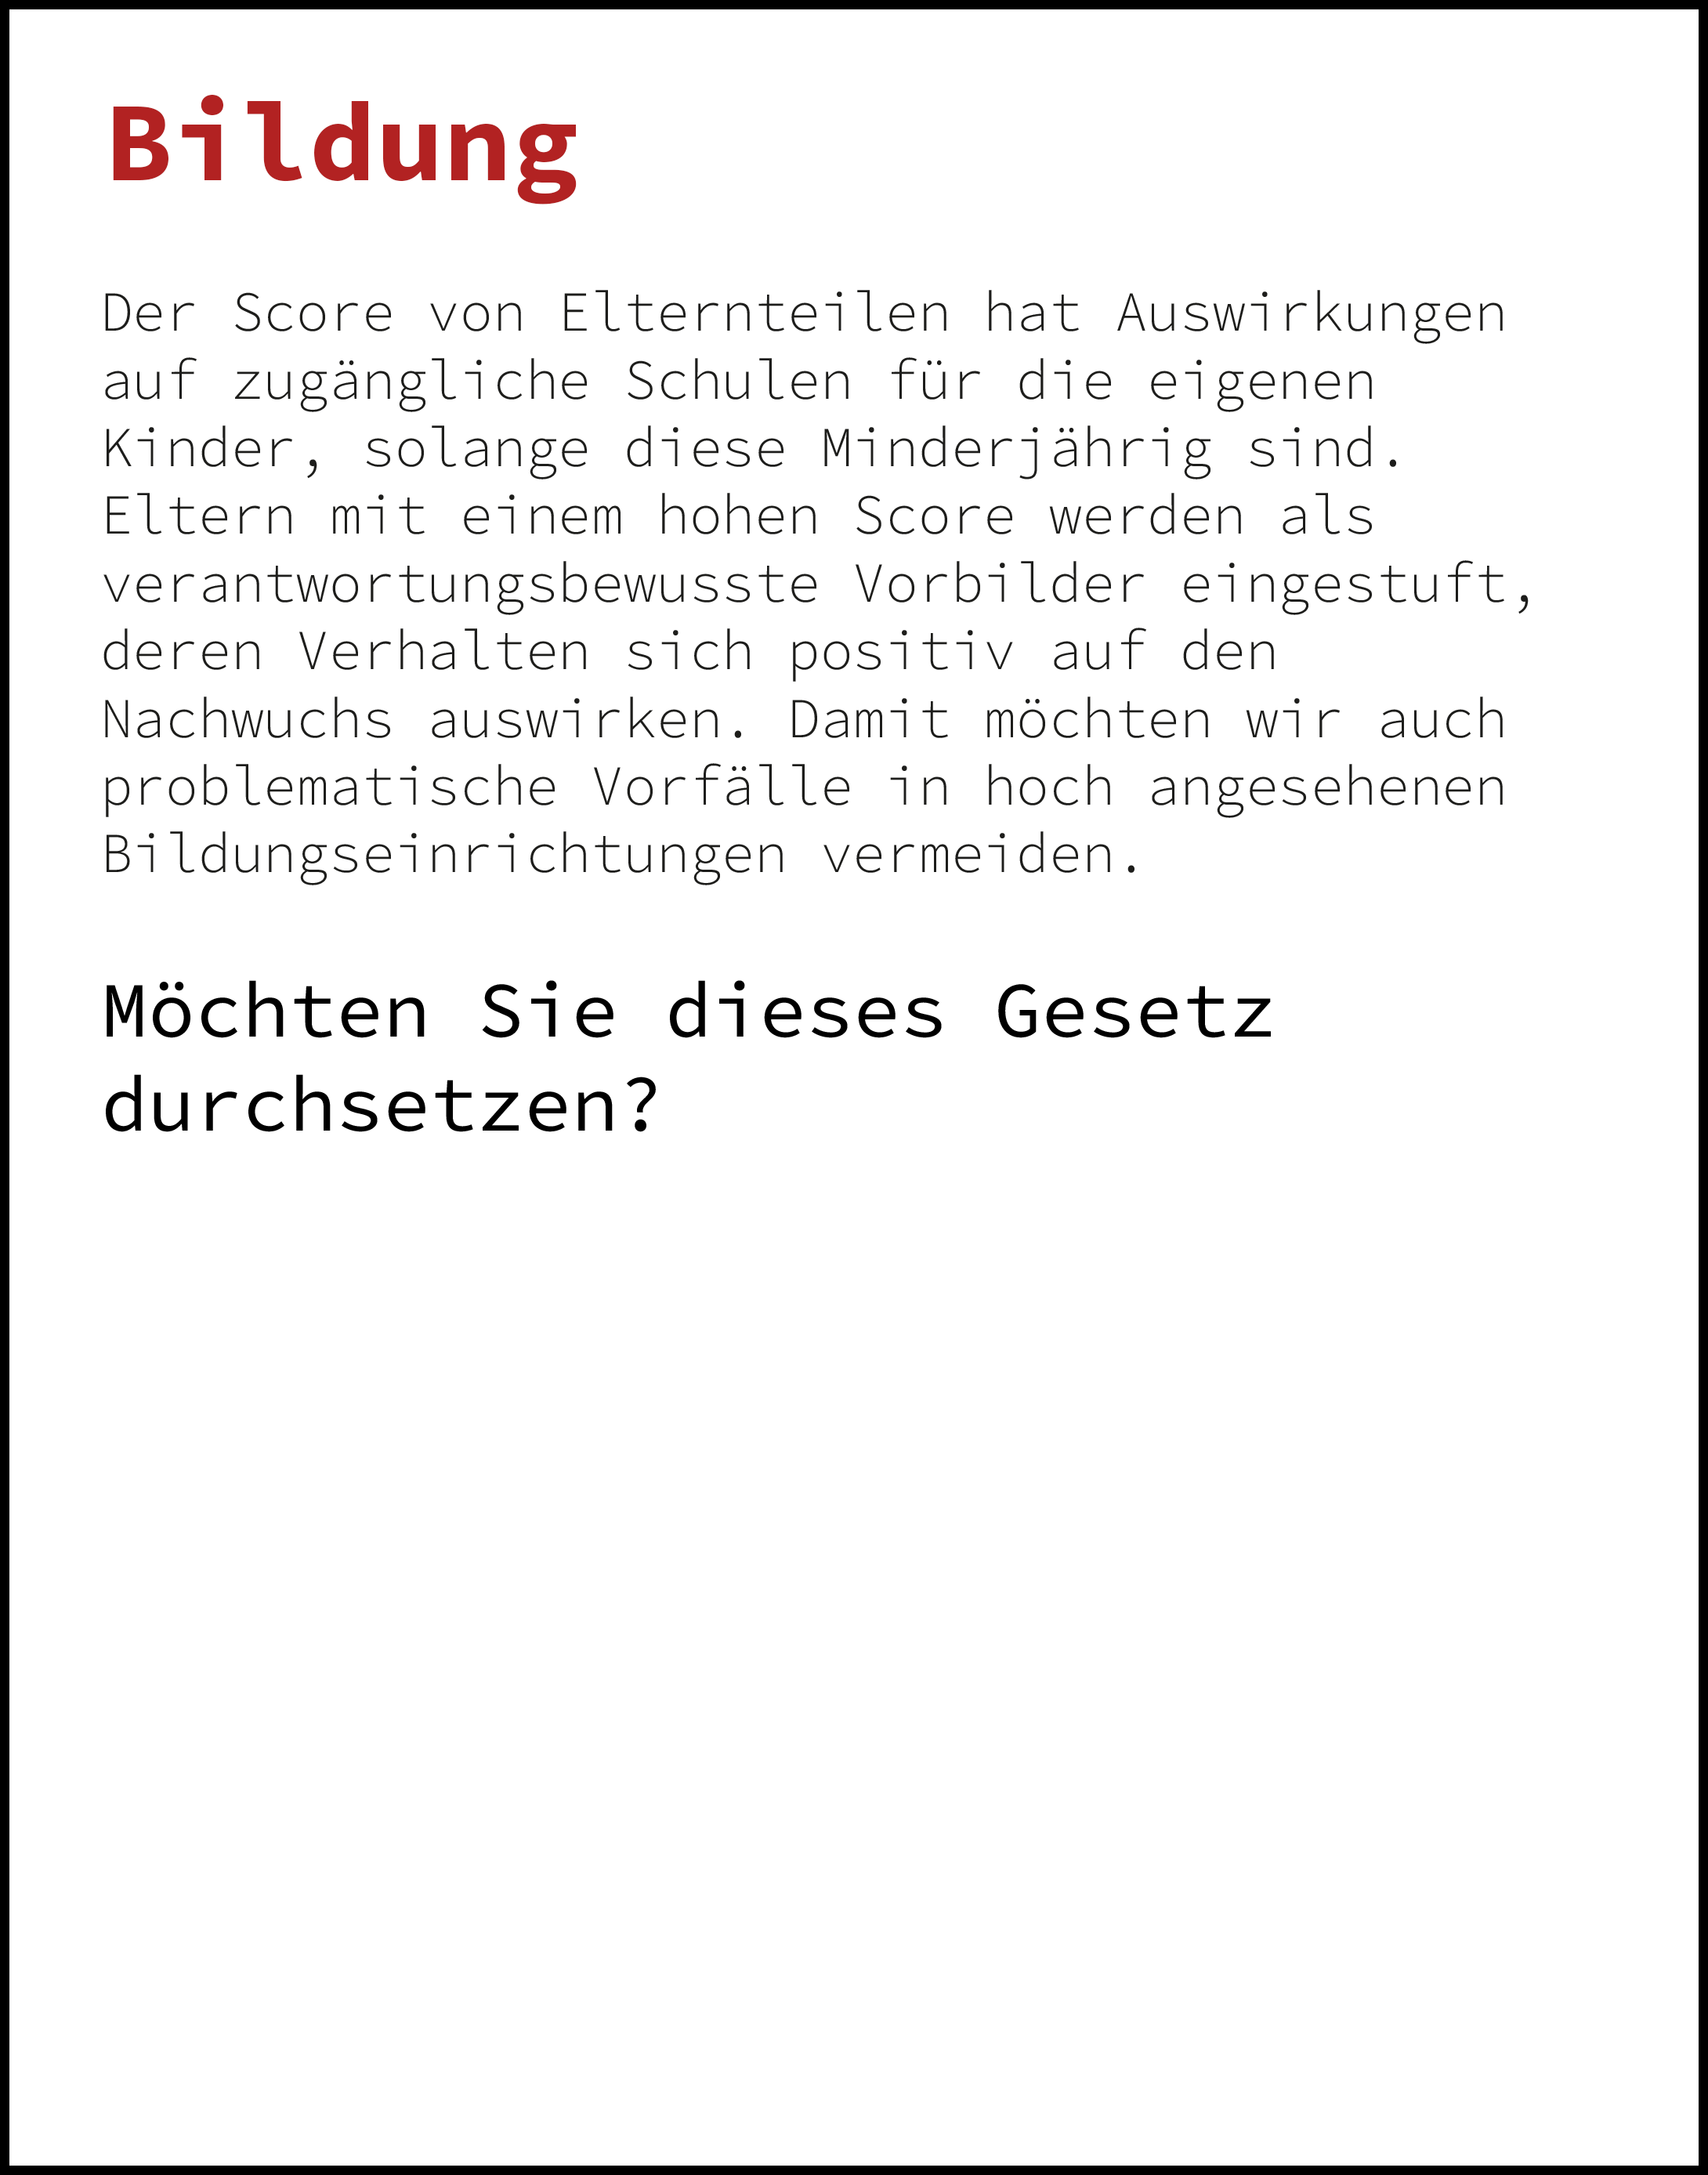 Bildung
Der Score von Elternteilen hat Auswirkungen
auf zugängliche Schulen für die eigenen
Kinder, solange diese Minderjährig sind.
Eltern mit einem hohen Score werden als
verantwortungsbewusste Vorbilder eingestuft,
deren Verhalten sich positiv auf den
Nachwuchs auswirken. Damit möchten wir auch
problematische Vorfälle in hoch angesehenen
Bildungseinrichtungen vermeiden.
Möchten Sie dieses Gesetz
durchsetzen?